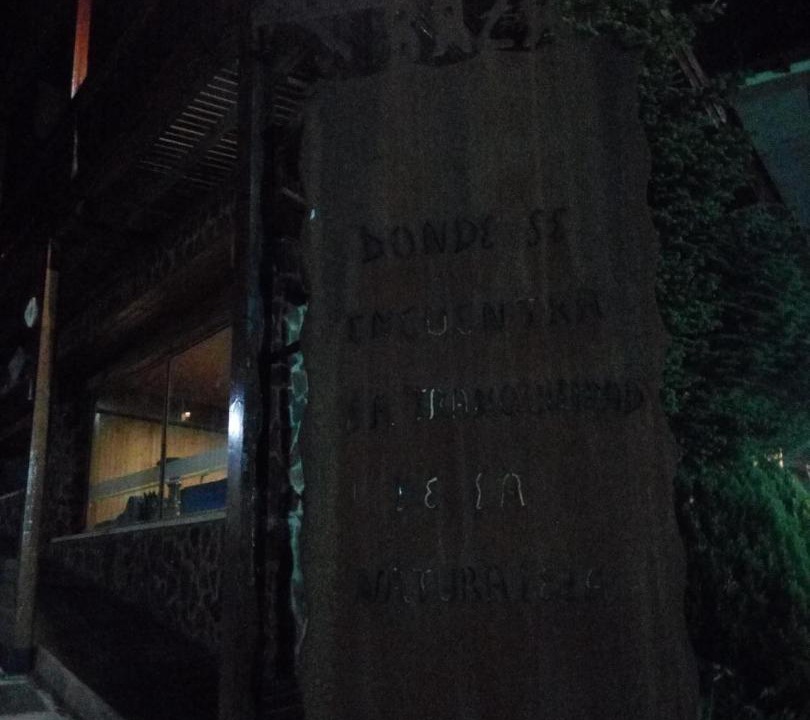 DONDE SE
ENCUENTRA
LA TRANQUILIDAD
DE LA
NATURALEZA